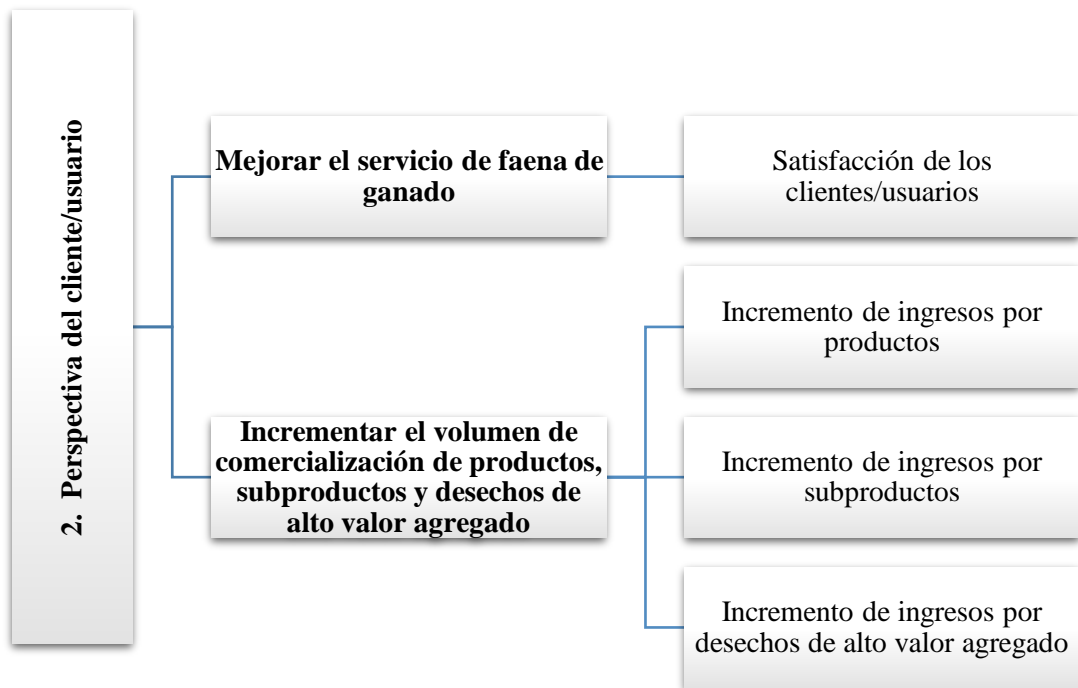 2. Perspectiva del cliente/usuario
Mejorar el servicio de faena de
ganado
Satisfacción de los
clientes/usuarios
Incrementar el volumen de
comercialización de productos,
subproductos y desechos de
alto valor agregado
Incremento de ingresos por
productos
Incremento de ingresos por
subproductos
Incremento de ingresos por
desechos de alto valor agregado